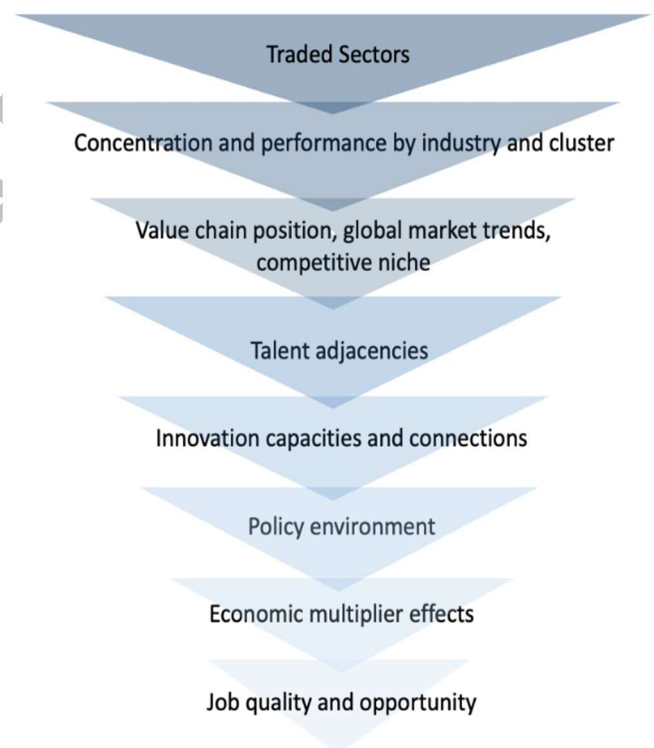 Traded Sectors
Concentration and performance by industry and cluster
Value chain position, global market trends,
competitive niche
Talent adjacencies
Innovation capacities and connections
Policy environment
Economic multiplier effects
Job quality and opportunity